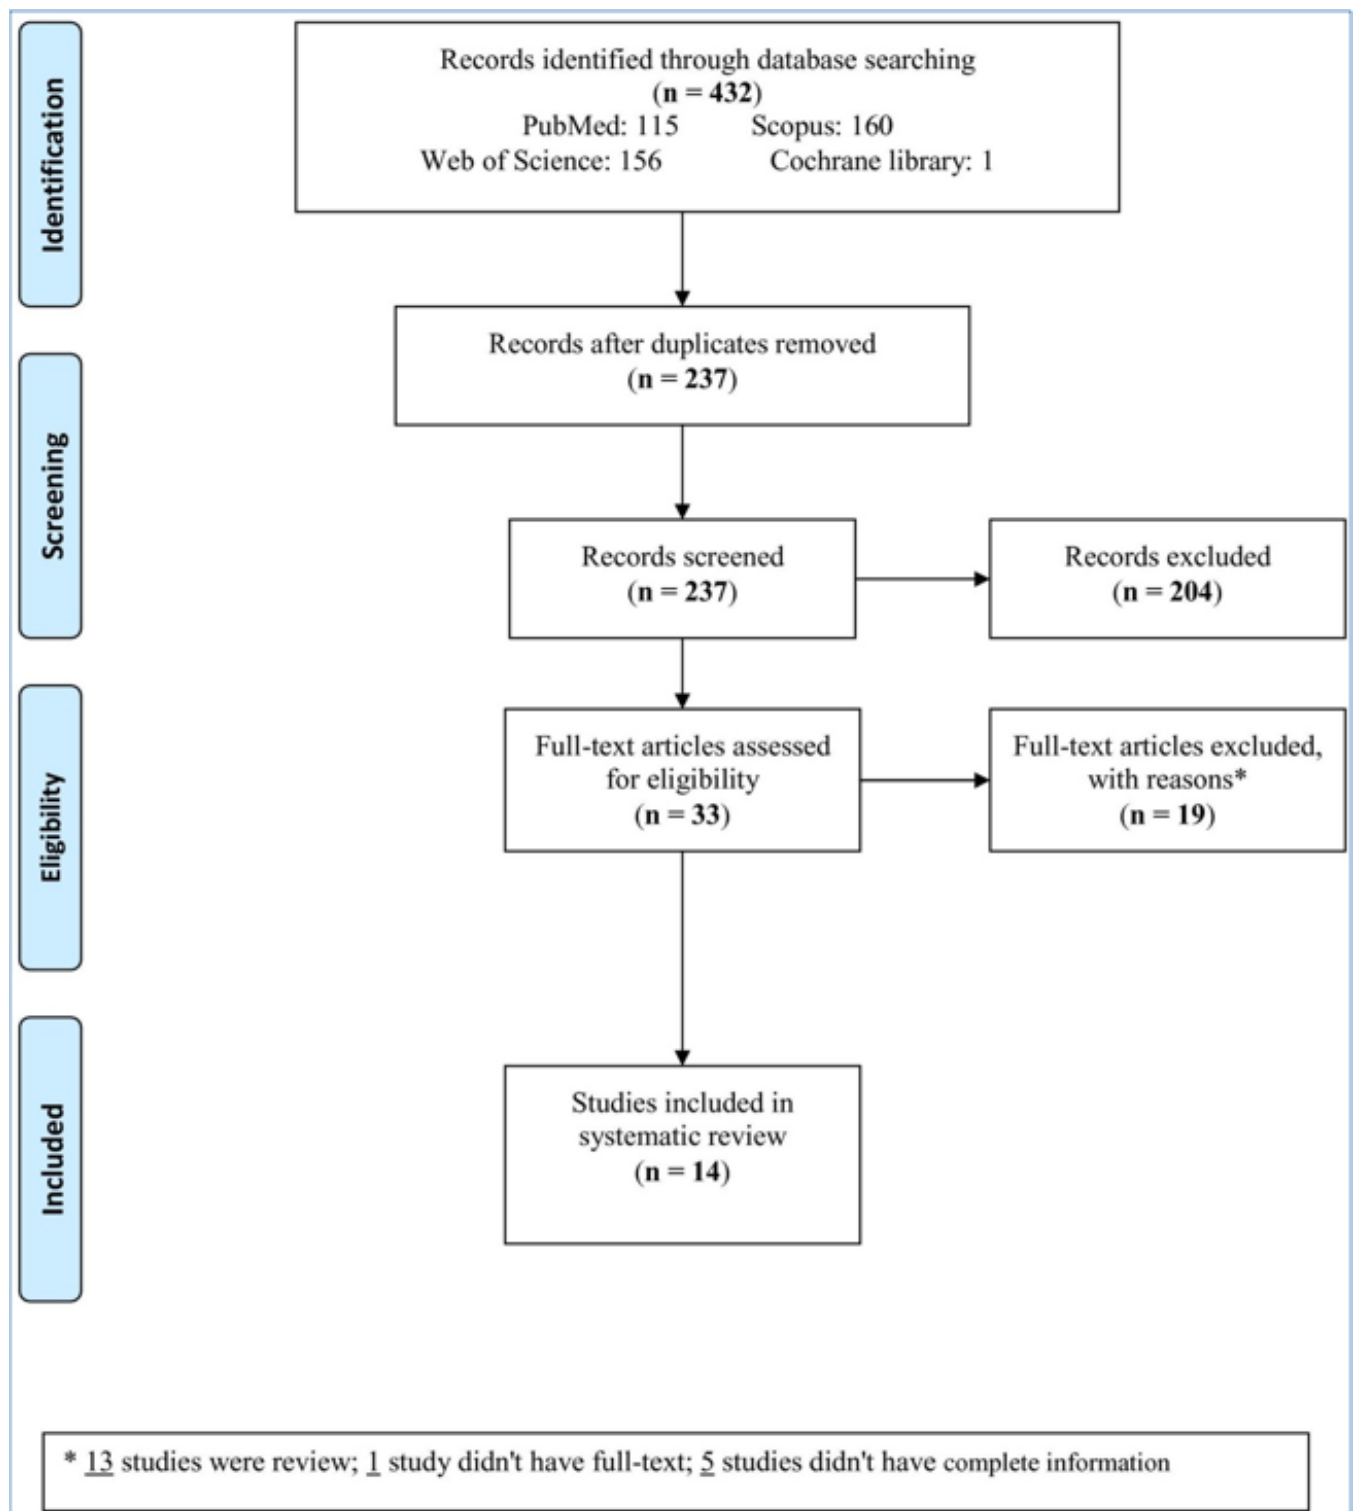 Identification
Records identified through database searching
(n = 432)
PubMed: 115 Scopus: 160
Web of Science: 156 Cochrane library: 1
Records after duplicates removed
(n = 237)
Screening
Records screened
(n = 237)
Records excluded
(n = 204)
Eligibility
Full-text articles assessed
for eligibility
(n = 33)
Full-text articles excluded,
with reasons*
(n = 19)
Included
Studies included in
systematic review
(n = 14)
* 13 studies were review; 1 study didn't have full-text; 5 studies didn't have complete information